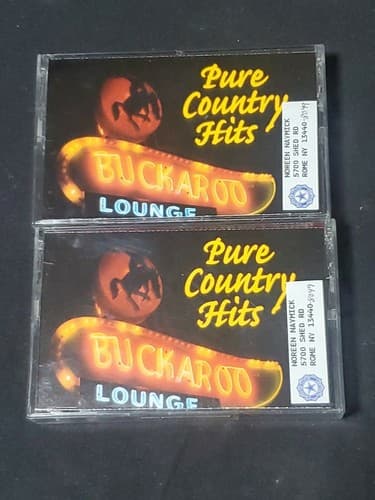 Pure
Country
Hits
BUCKAROO
LOUNGE
NOREEN NAYMICK
5700 SHED RD
ROME NY 13440-
Pure
Country
Hits
BUCKAROO
LOUNGE
NOREEN NAYMICK
5700 SHED RD
ROME NY 13440-